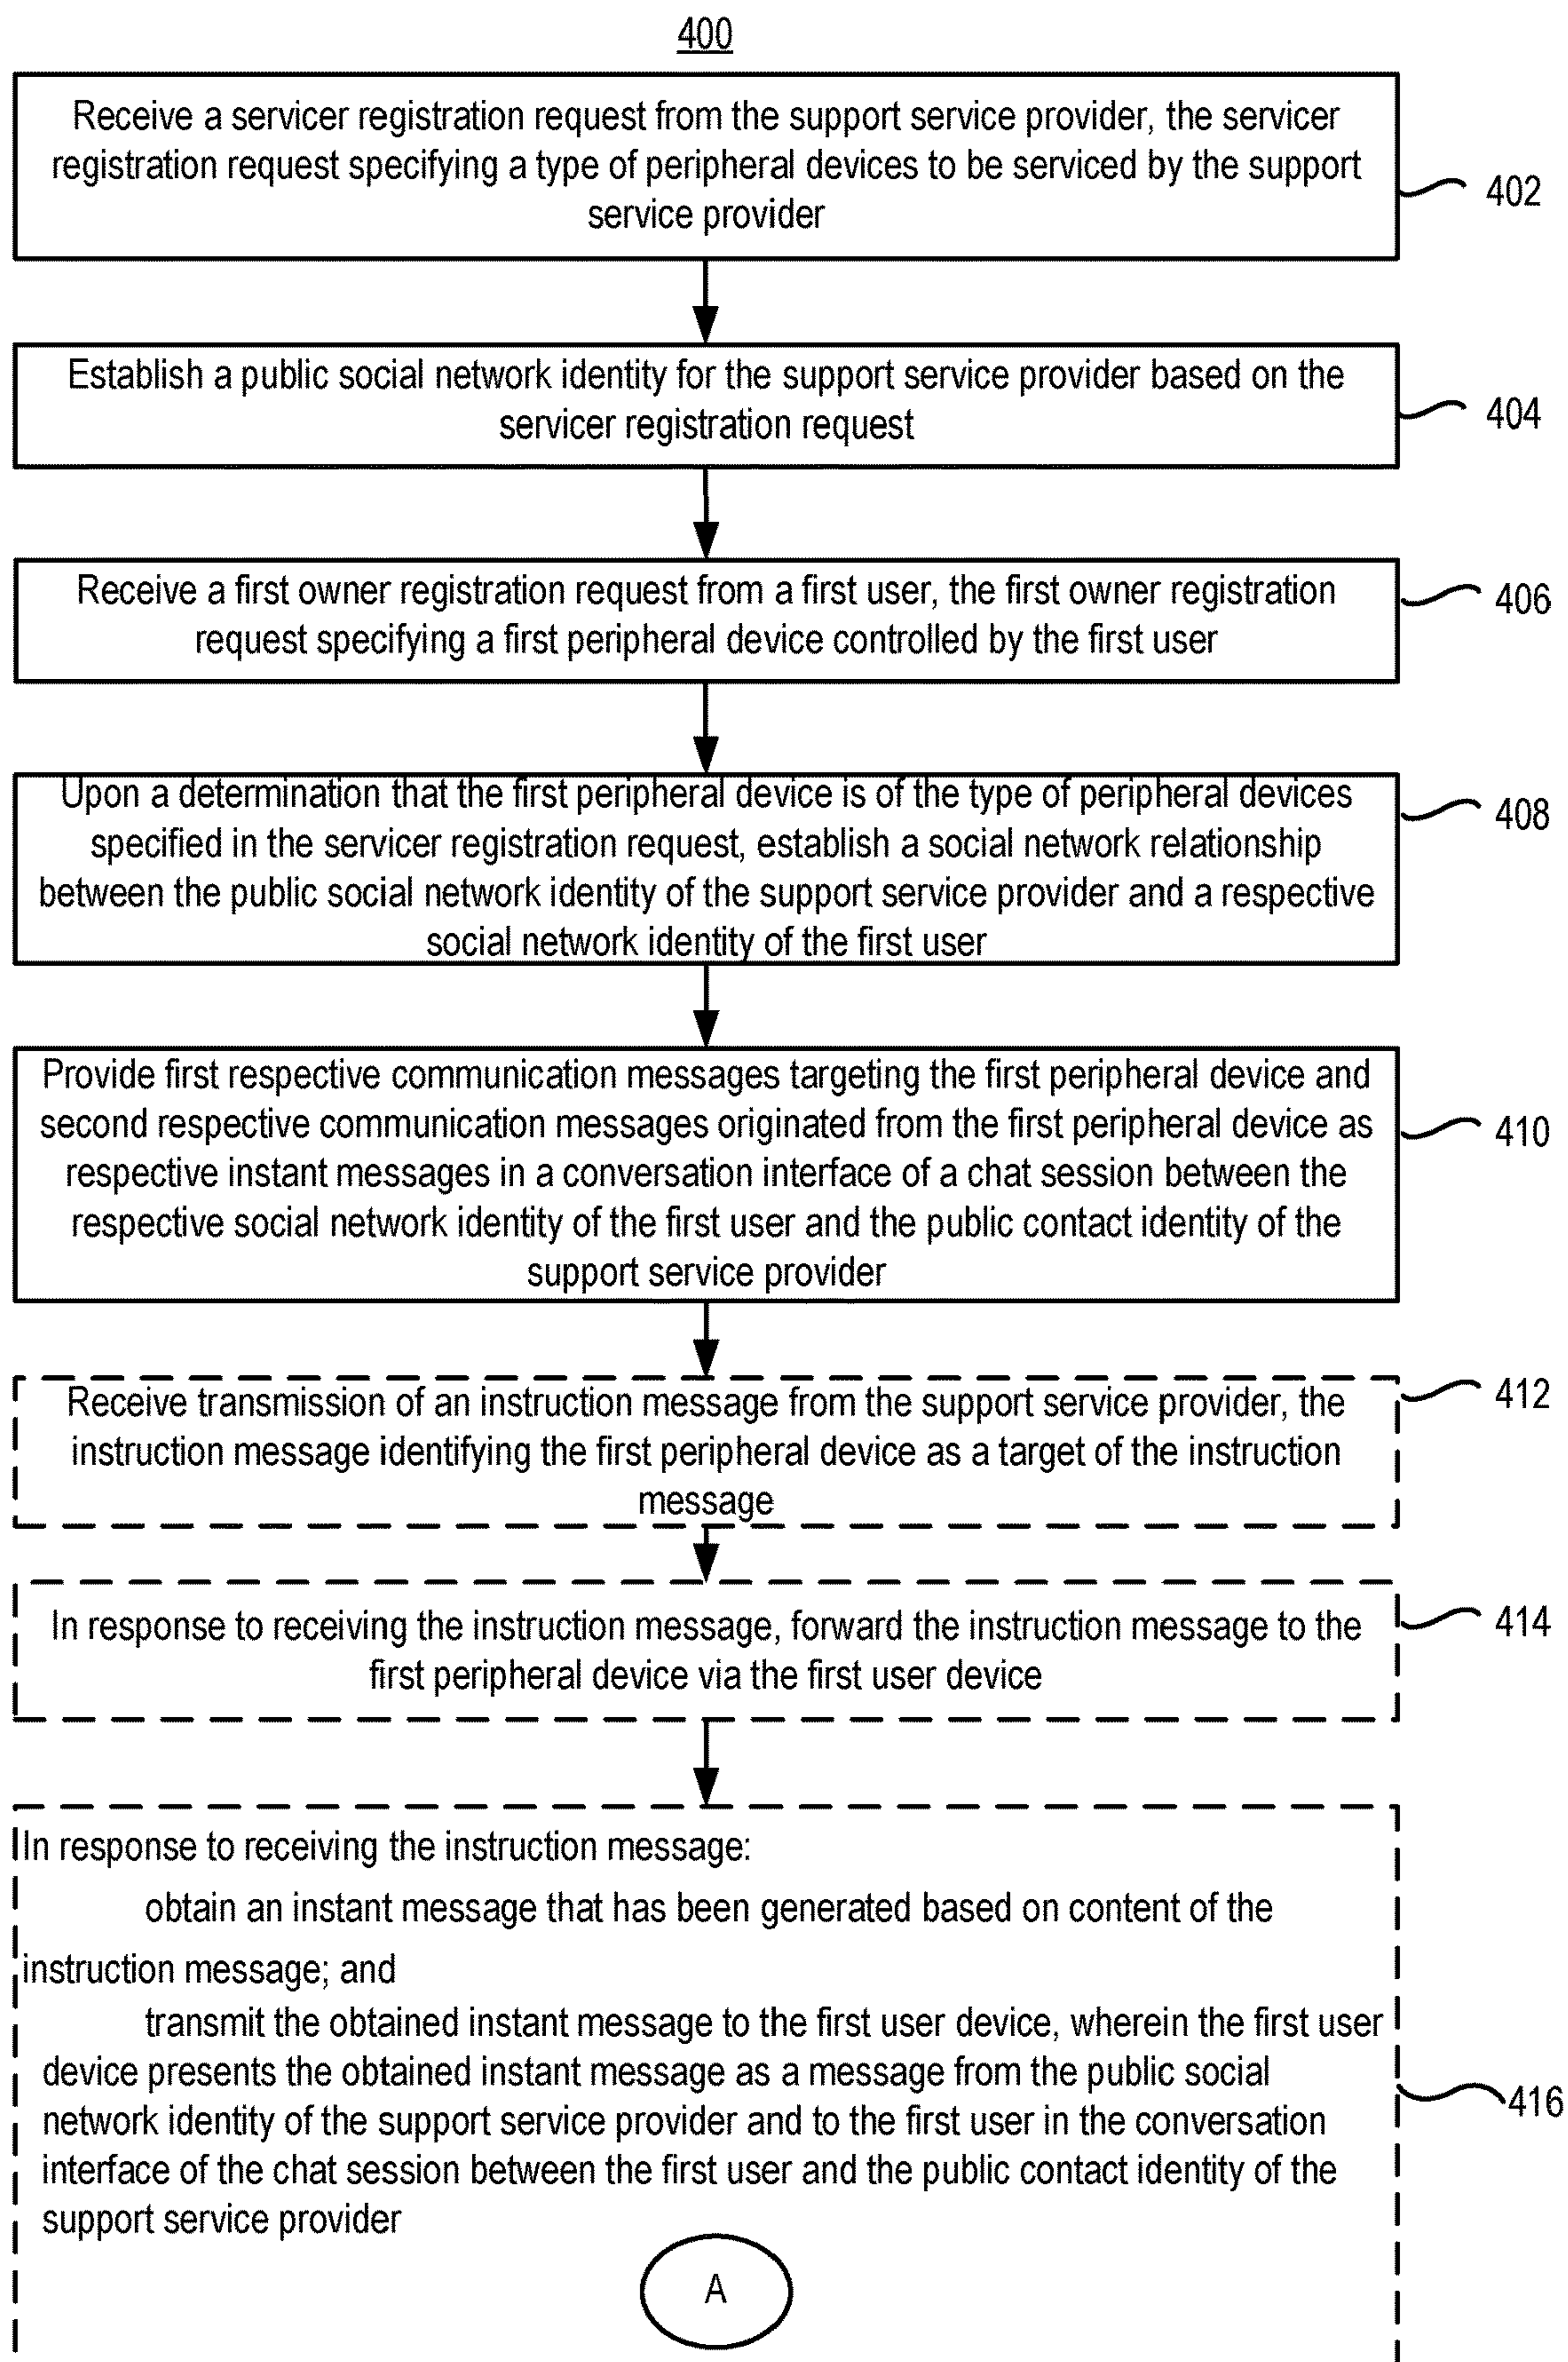 400
Receive a servicer registration request from the support service provider, the servicer
registration request specifying a type of peripheral devices to be serviced by the support
service provider
402
Establish a public social network identity for the support service provider based on the
servicer registration request
404
Receive a first owner registration request from a first user, the first owner registration
request specifying a first peripheral device controlled by the first user
406
Upon a determination that the first peripheral device is of the type of peripheral devices
specified in the servicer registration request, establish a social network relationship
between the public social network identity of the support service provider and a respective
social network identity of the first user
408
Provide first respective communication messages targeting the first peripheral device and
second respective communication messages originated from the first peripheral device as
respective instant messages in a conversation interface of a chat session between the
respective social network identity of the first user and the public contact identity of the
support service provider
410
Receive transmission of an instruction message from the support service provider, the
instruction message identifying the first peripheral device as a target of the instruction
message
412
In response to receiving the instruction message, forward the instruction message to the
first peripheral device via the first user device
414
In response to receiving the instruction message:
obtain an instant message that has been generated based on content of the
instruction message; and
transmit the obtained instant message to the first user device, wherein the first user
device presents the obtained instant message as a message from the public social
network identity of the support service provider and to the first user in the conversation
interface of the chat session between the first user and the public contact identity of the
support service provider
416
A